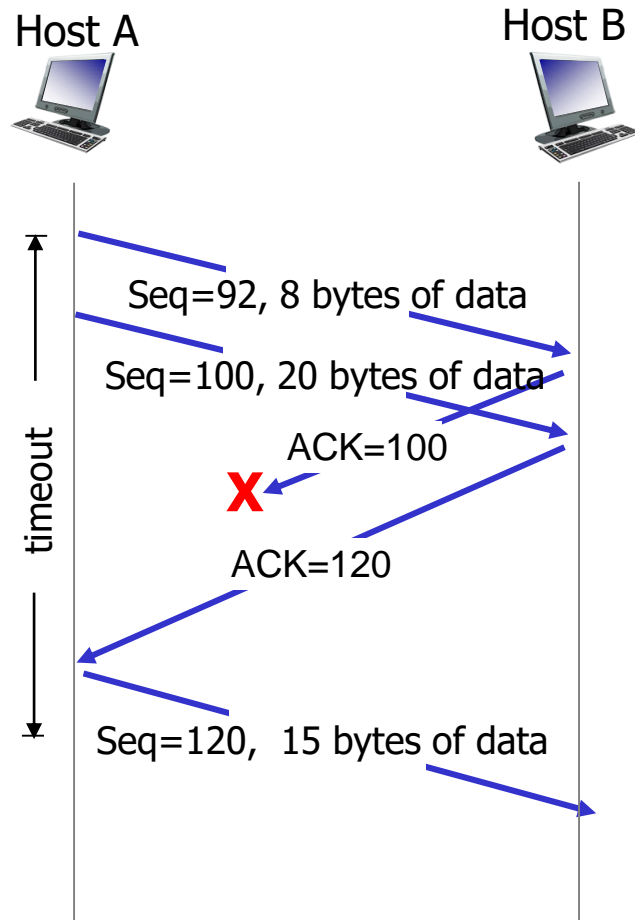 Host A
Host B
Seq=92, 8 bytes of data
Seq=100, 20 bytes of data
ACK=100
X
timeout
ACK=120
Seq=120, 15 bytes of data